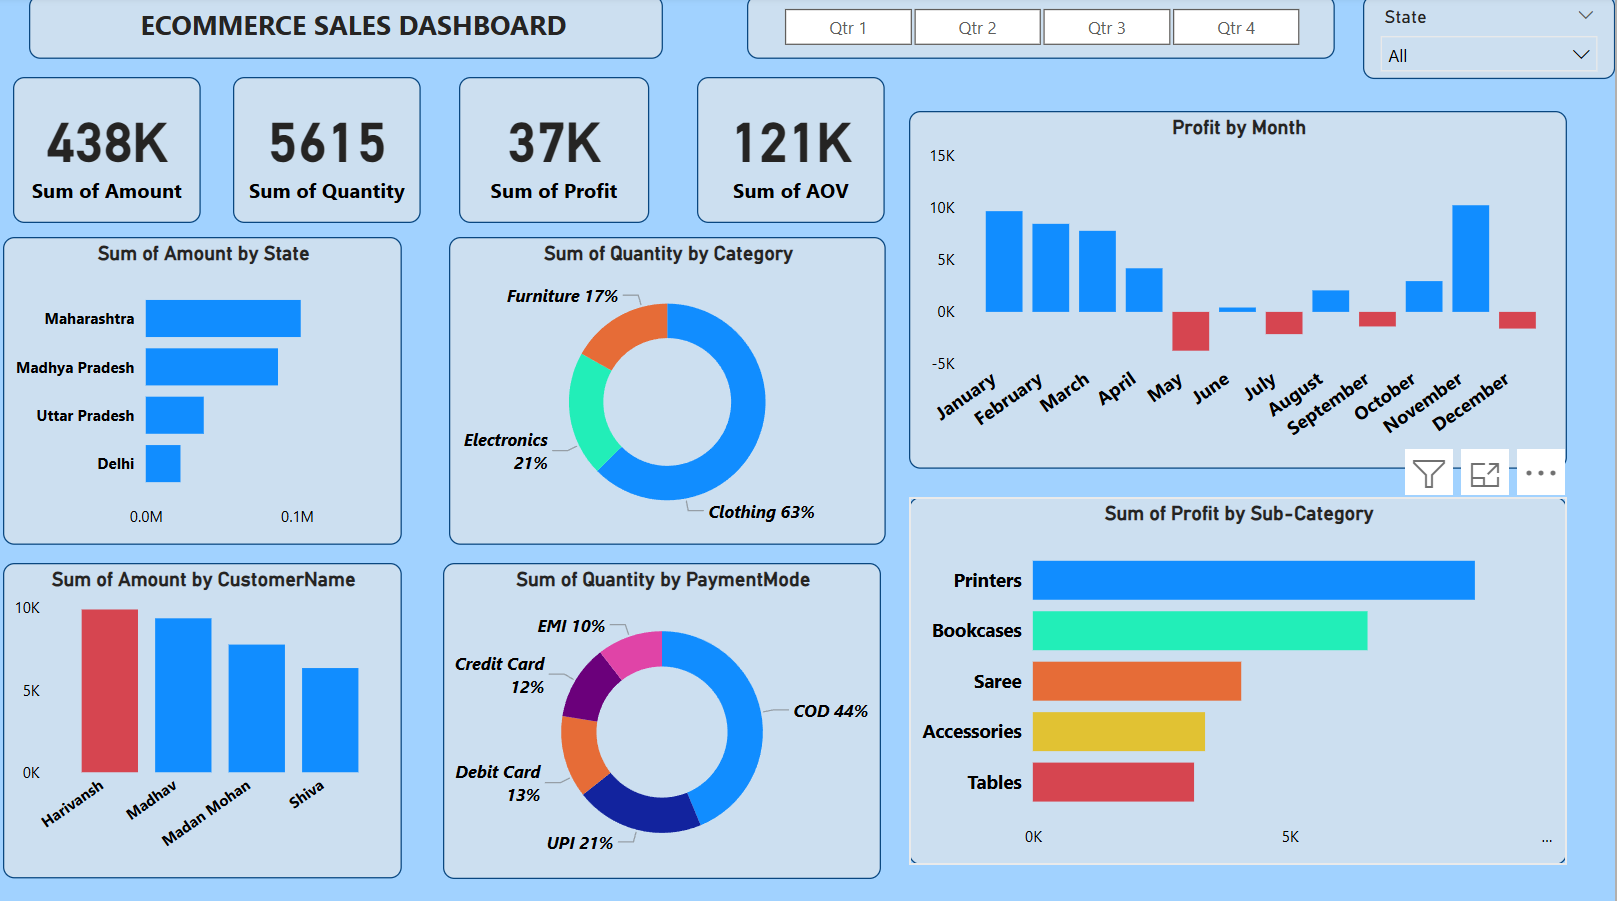 ECOMMERCE SALES DASHBOARD
Qtr 1
Qtr 2
Qtr 3
Qtr 4
State
All
438K
Sum of Amount
5615
Sum of Quantity
37K
Sum of Profit
121K
Sum of AOV
Profit by Month
15K
10K
5K
0K
-5K
January
February
March
April
May
June
July
August
September
October
November
December
Sum of Amount by State
Maharashtra
Madhya Pradesh
Uttar Pradesh
Delhi
0.0M
0.1M
Sum of Quantity by Category
Furniture 17%
Electronics
21%
Clothing 63%
Sum of Profit by Sub-Category
Printers
Bookcases
Saree
Accessories
Tables
0K
5K
...
Sum of Amount by CustomerName
10K
5K
0K
Harivansh
Madhav
Madan Mohan
Shiva
Sum of Quantity by PaymentMode
EMI 10%
Credit Card
12%
COD 44%
Debit Card
13%
UPI 21%